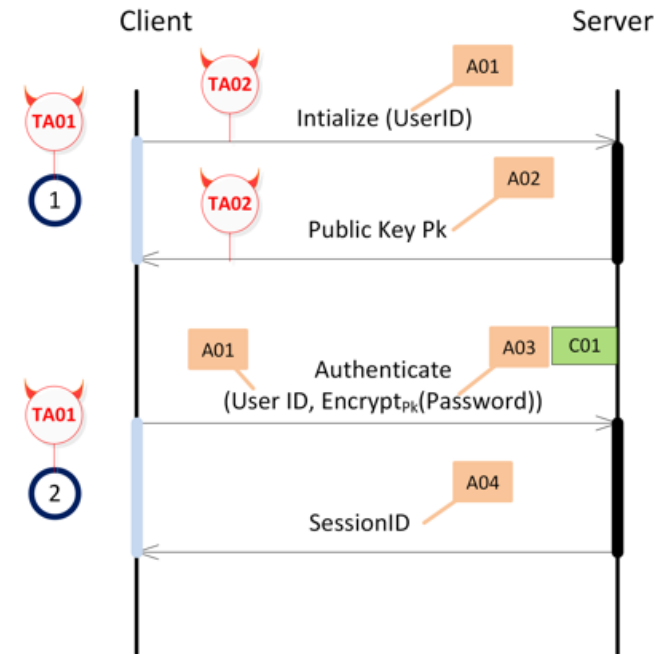 Client
Server
A01
TA02
TA01
Intialize (UserID)
A02
1
TA02
Public Key Pk
A01
A03
C01
Authenticate
(User ID, EncryptPk(Password))
TA01
A04
2
SessionID